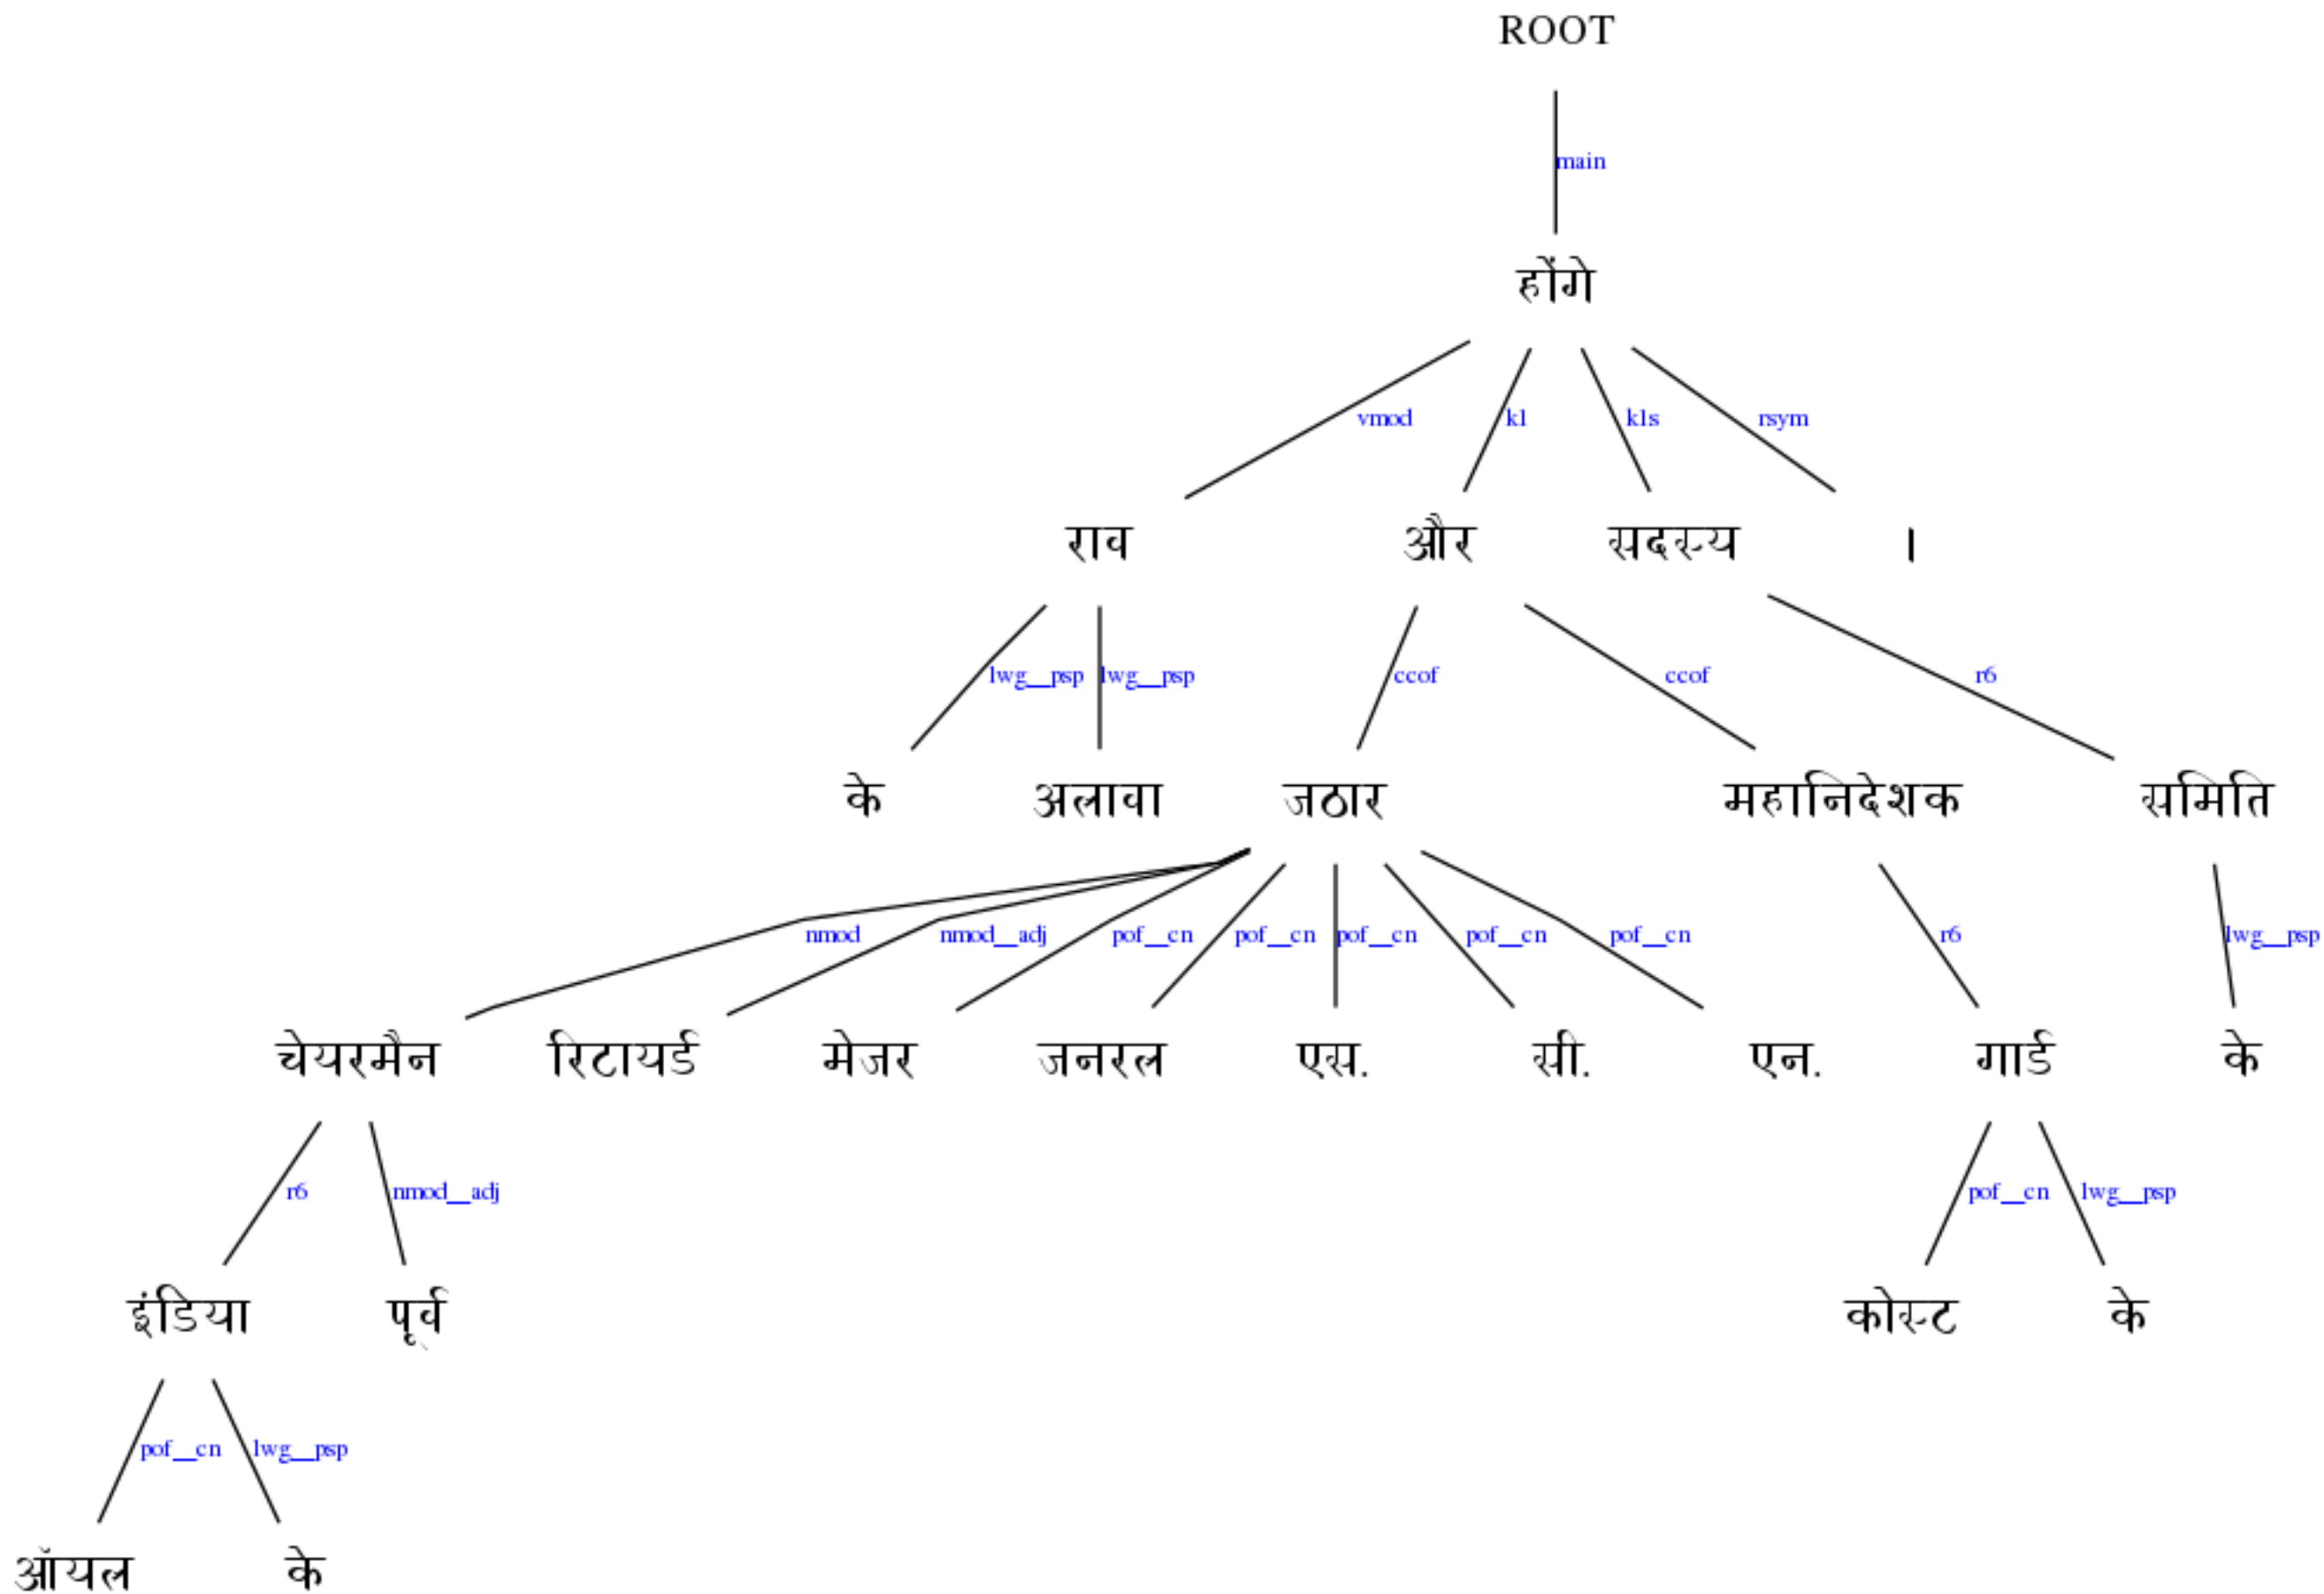 ROOT
main
होंगे
vmod k1 k1s rsym
राव और सदस्य ।
lwg__psp lwg__psp ccof ccof r6
के अलावा जठार महानिदेशक समिति
nmod nmod__adj pof__cn pof__cn pof__cn pof__cn pof__cn r6 lwg__psp
चेयरमैन रिटायर्ड मेजर जनरल एस. सी. एन. गार्ड के
r6 nmod__adj pof__cn lwg__psp
इंडिया पूर्व कोस्ट के
pof__cn lwg__psp
ऑयल के